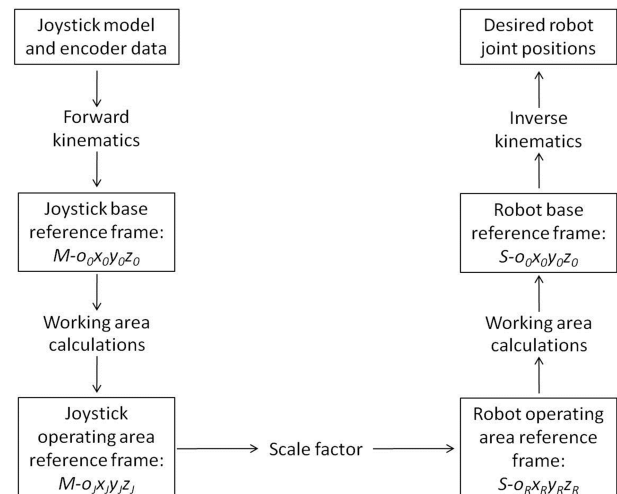 Joystick model
and encoder data
Forward
kinematics
Joystick base
reference frame:
M-o₀x₀y₀z₀
Working area
calculations
Joystick
operating area
reference frame:
M-o_Jx_Jy_Jz_J
Scale factor
Robot operating
area reference
frame:
S-o_Rx_Ry_Rz_R
Working area
calculations
Robot base
reference frame:
S-o₀x₀y₀z₀
Inverse
kinematics
Desired robot
joint positions